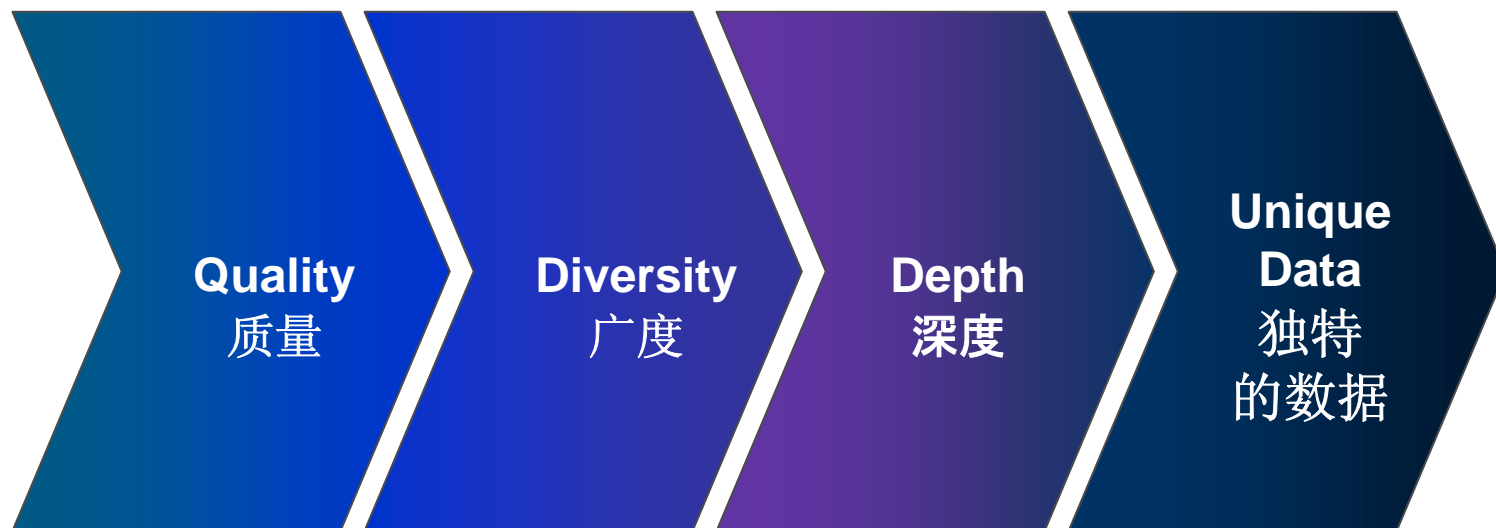 Quality
质量
Diversity
广度
Depth
深度
Unique
Data
独特
的数据